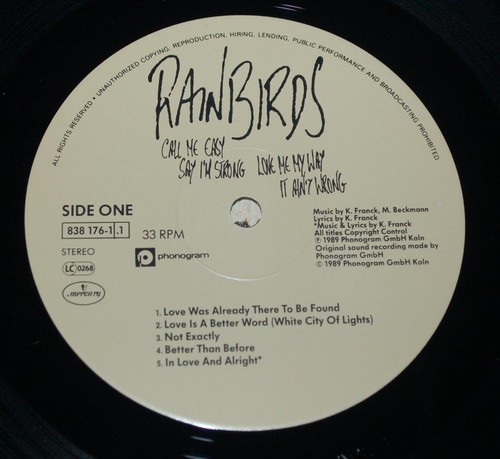 ALL RIGHTS RESERVED • UNAUTHORIZED COPYING, REPRODUCTION, HIRING, LENDING, PUBLIC PERFORMANCE AND BROADCASTING PROHIBITED
RAINBIRDS
CALL ME EASY
SAY I'M STRONG LOVE ME MY WAY
IT AIN'T WRONG
SIDE ONE
838 176-1 .1
33 RPM
STEREO
phonogram
LC 0268
mercury
Music by K. Franck, M. Beckmann
Lyrics by K. Franck
*Music & Lyrics by K. Franck
All titles Copyright Control
℗ 1989 Phonogram GmbH Koln
Original sound recording made by
Phonogram GmbH
© 1989 Phonogram GmbH Koln
1. Love Was Already There To Be Found
2. Love Is A Better Word (White City Of Lights)
3. Not Exactly
4. Better Than Before
5. In Love And Alright*